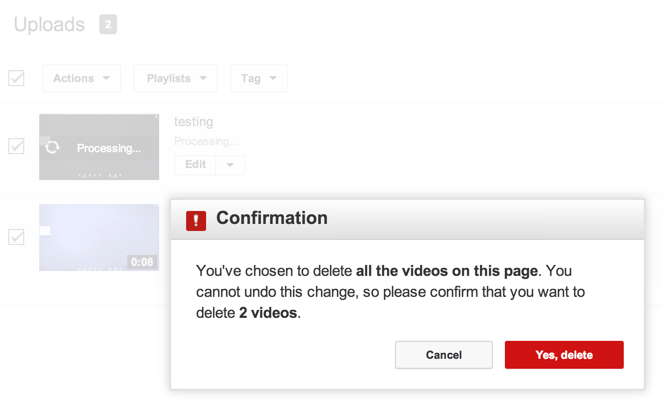 Uploads 2
Actions Playlists Tag
testing
Processing...
Processing...
Edit
0:08
! Confirmation
You've chosen to delete all the videos on this page. You
cannot undo this change, so please confirm that you want to
delete 2 videos.
Cancel Yes, delete